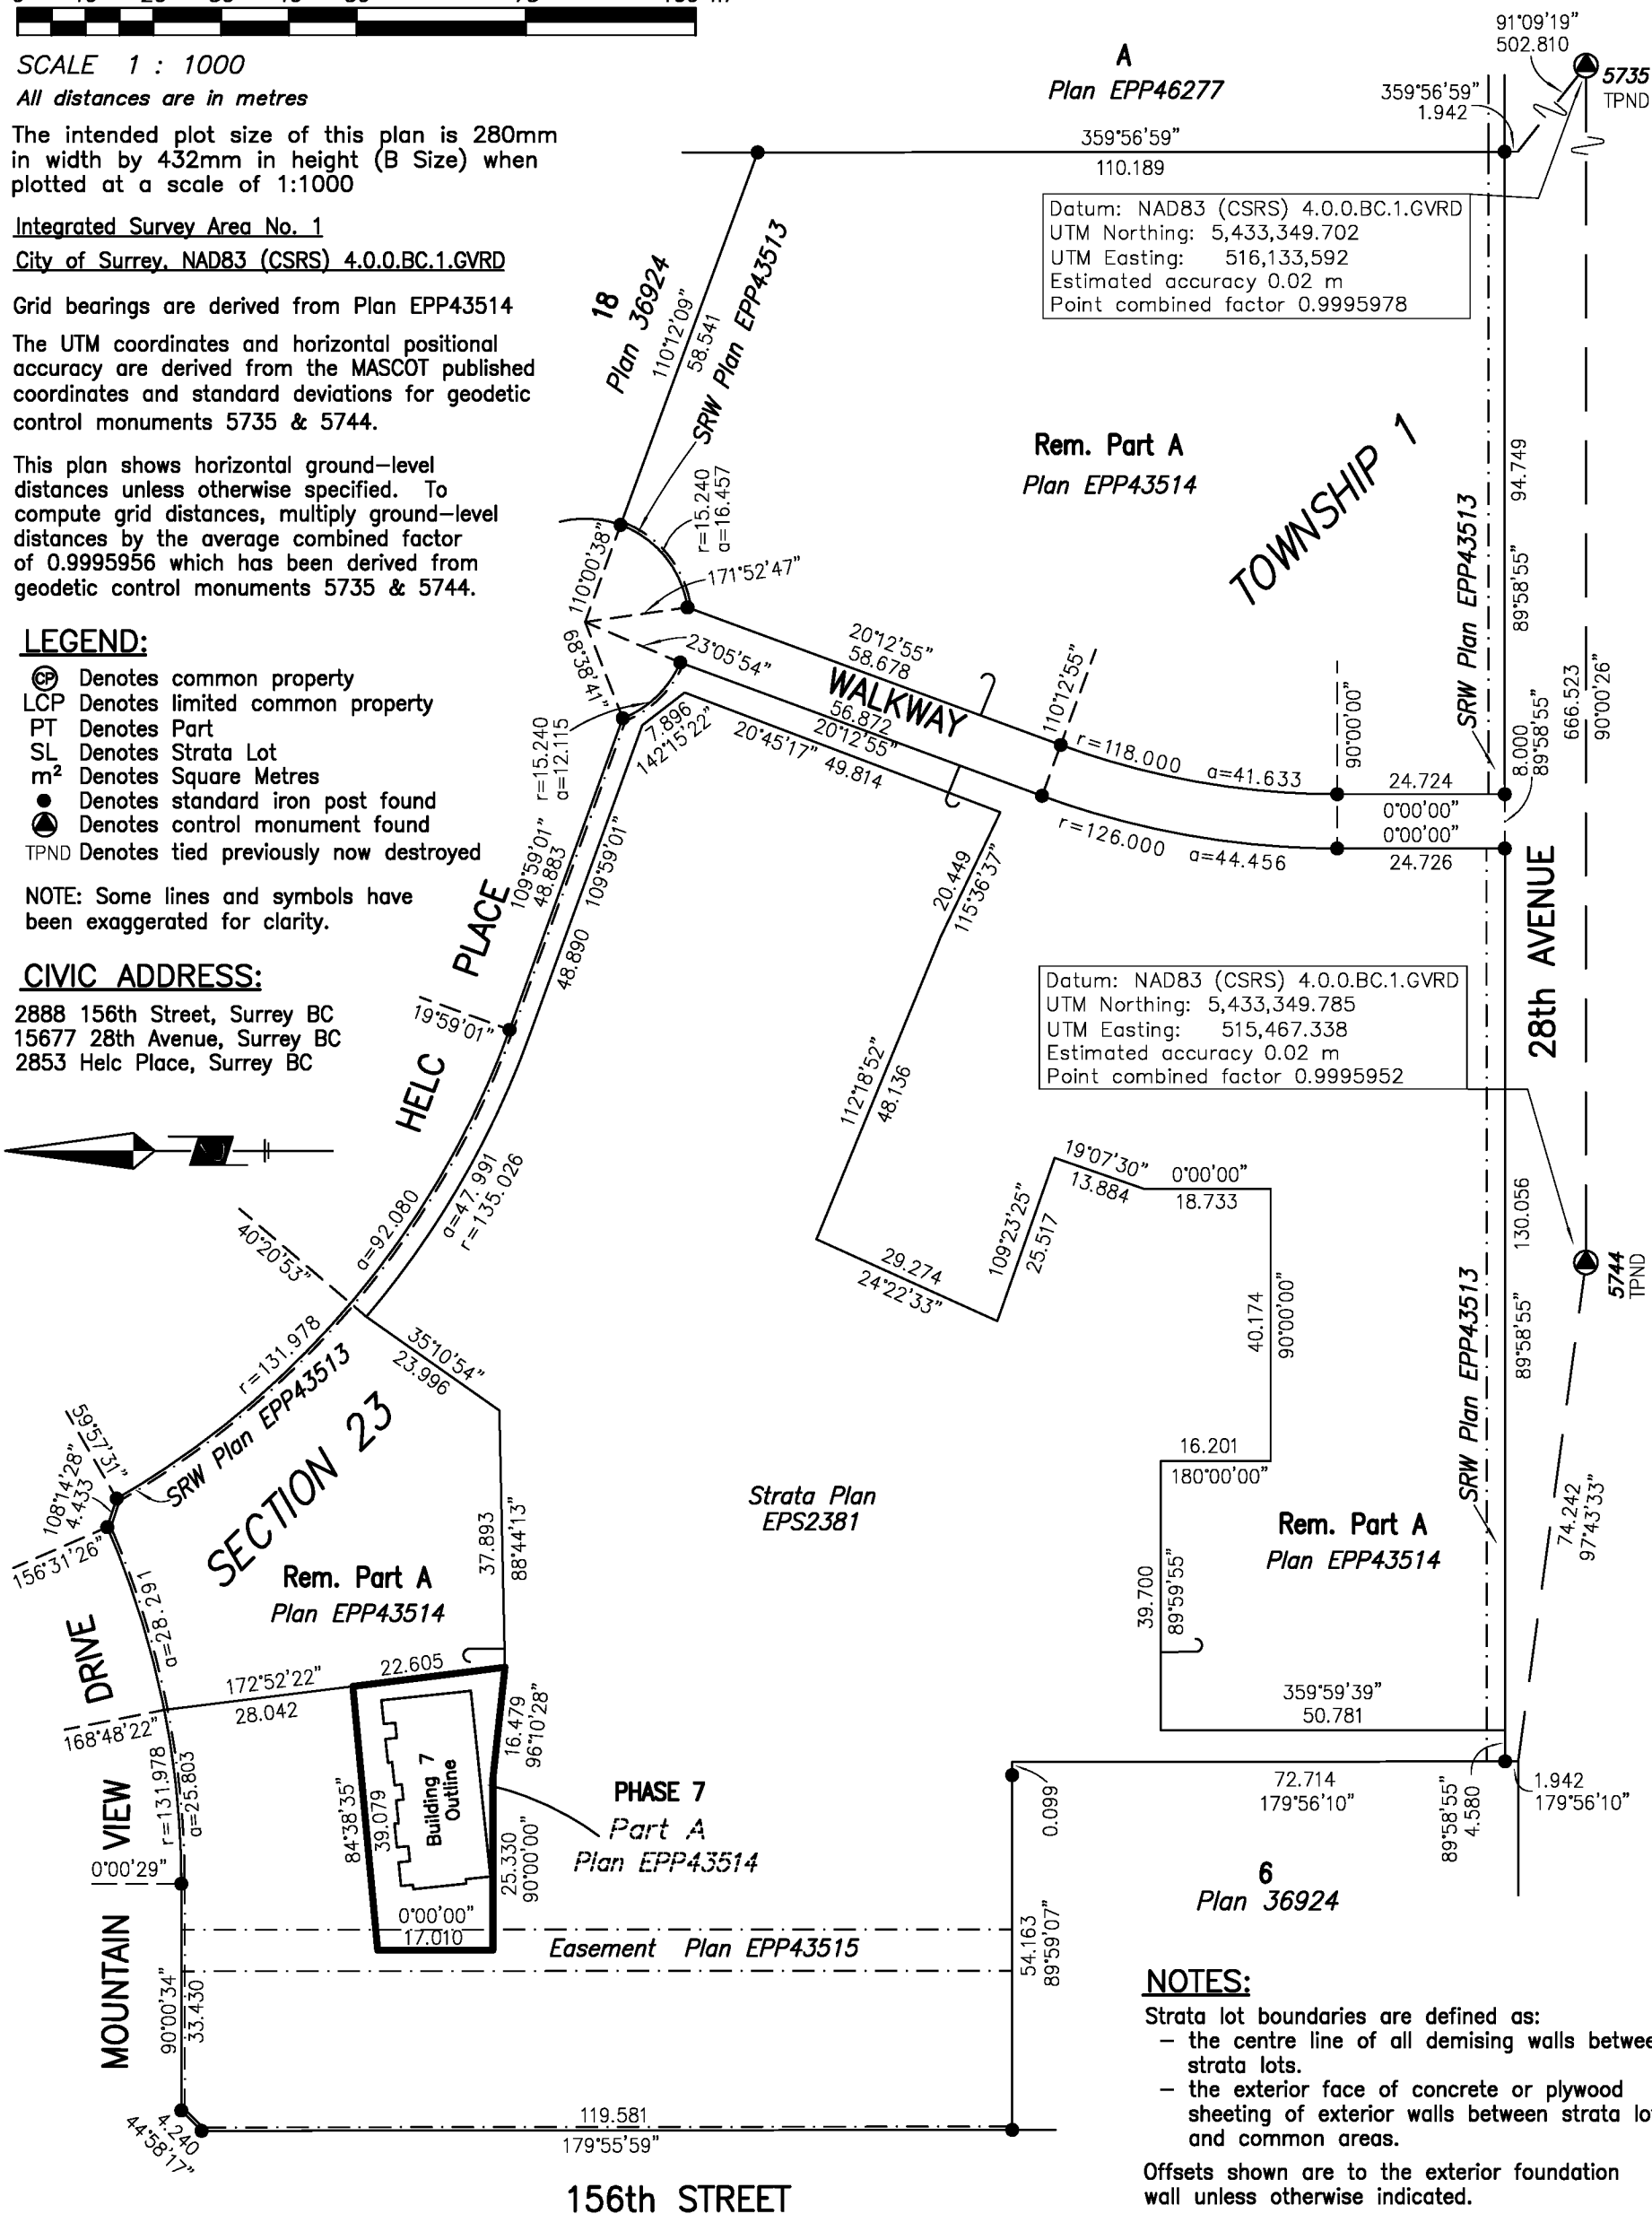 SCALE 1 : 1000
All distances are in metres
The intended plot size of this plan is 280mm
in width by 432mm in height (B Size) when
plotted at a scale of 1:1000
Integrated Survey Area No. 1
City of Surrey, NAD83 (CSRS) 4.0.0.BC.1.GVRD
Grid bearings are derived from Plan EPP43514
The UTM coordinates and horizontal positional
accuracy are derived from the MASCOT published
coordinates and standard deviations for geodetic
control monuments 5735 & 5744.
This plan shows horizontal ground-level
distances unless otherwise specified. To
compute grid distances, multiply ground-level
distances by the average combined factor
of 0.9995956 which has been derived from
geodetic control monuments 5735 & 5744.
LEGEND:
CP Denotes common property
LCP Denotes limited common property
PT Denotes Part
SL Denotes Strata Lot
m² Denotes Square Metres
Denotes standard iron post found
Denotes control monument found
TPND Denotes tied previously now destroyed
NOTE: Some lines and symbols have
been exaggerated for clarity.
CIVIC ADDRESS:
2888 156th Street, Surrey BC
15677 28th Avenue, Surrey BC
2853 Helc Place, Surrey BC
A
Plan EPP46277
359°56'59"
110.189
359°56'59"
1.942
91°09'19"
502.810
5735
TPND
Datum: NAD83 (CSRS) 4.0.0.BC.1.GVRD
UTM Northing: 5,433,349.702
UTM Easting: 516,133,592
Estimated accuracy 0.02 m
Point combined factor 0.9995978
18
Plan 36924
110°12'09"
58.541
SRW Plan EPP43513
r=15.240
a=16.457
110°00'38"
171°52'47"
68°38'41"
23°05'54"
r=15.240
a=12.115
Rem. Part A
Plan EPP43514
TOWNSHIP 1
SRW Plan EPP43513
94.749
89°58'55"
666.523
90°00'26"
20°12'55"
58.678
WALKWAY
56.872
20°12'55"
110°12'55"
r=118.000 a=41.633
90°00'00"
24.724
0°00'00"
0°00'00"
24.726
8.000
89°58'55"
r=126.000 a=44.456
7.896
142°15'22"
20°45'17" 49.814
20.449
115°36'37"
109°59'01"
48.883
109°59'01"
48.890
HELC PLACE
19°59'01"
28th AVENUE
Datum: NAD83 (CSRS) 4.0.0.BC.1.GVRD
UTM Northing: 5,433,349.785
UTM Easting: 515,467.338
Estimated accuracy 0.02 m
Point combined factor 0.9995952
112°18'52"
48.136
29.274
24°22'33"
109°23'25"
25.517
19°07'30"
13.884
0°00'00"
18.733
40.174
90°00'00"
16.201
180°00'00"
39.700
89°59'55"
130.056
89°58'55"
SRW Plan EPP43513
5744
TPND
74.242
97°43'33"
a=92.080
r=131.978
a=47.991
r=135.026
40°20'53"
SRW Plan EPP43513
35°10'54"
23.996
SECTION 23
59°57'31"
108°14'28"
4.433
156°31'26"
37.893
88°44'13"
Strata Plan
EPS2381
Rem. Part A
Plan EPP43514
Rem. Part A
Plan EPP43514
a=28.291
172°52'22"
28.042
22.605
168°48'22"
r=131.978
a=25.803
0°00'29"
MOUNTAIN VIEW DRIVE
84°38'35"
39.079
Building 7
Outline
16.479
96°10'28"
25.330
90°00'00"
0°00'00"
17.010
PHASE 7
Part A
Plan EPP43514
359°59'39"
50.781
72.714
179°56'10"
0.099
89°58'55"
4.580
1.942
179°56'10"
6
Plan 36924
54.163
89°59'07"
Easement Plan EPP43515
90°00'34"
33.430
4.240
44°58'17"
119.581
179°55'59"
156th STREET
NOTES:
Strata lot boundaries are defined as:
- the centre line of all demising walls
strata lots.
- the exterior face of concrete or plywood
sheeting of exterior walls between strata
and common areas.
Offsets shown are to the exterior foundation
wall unless otherwise indicated.